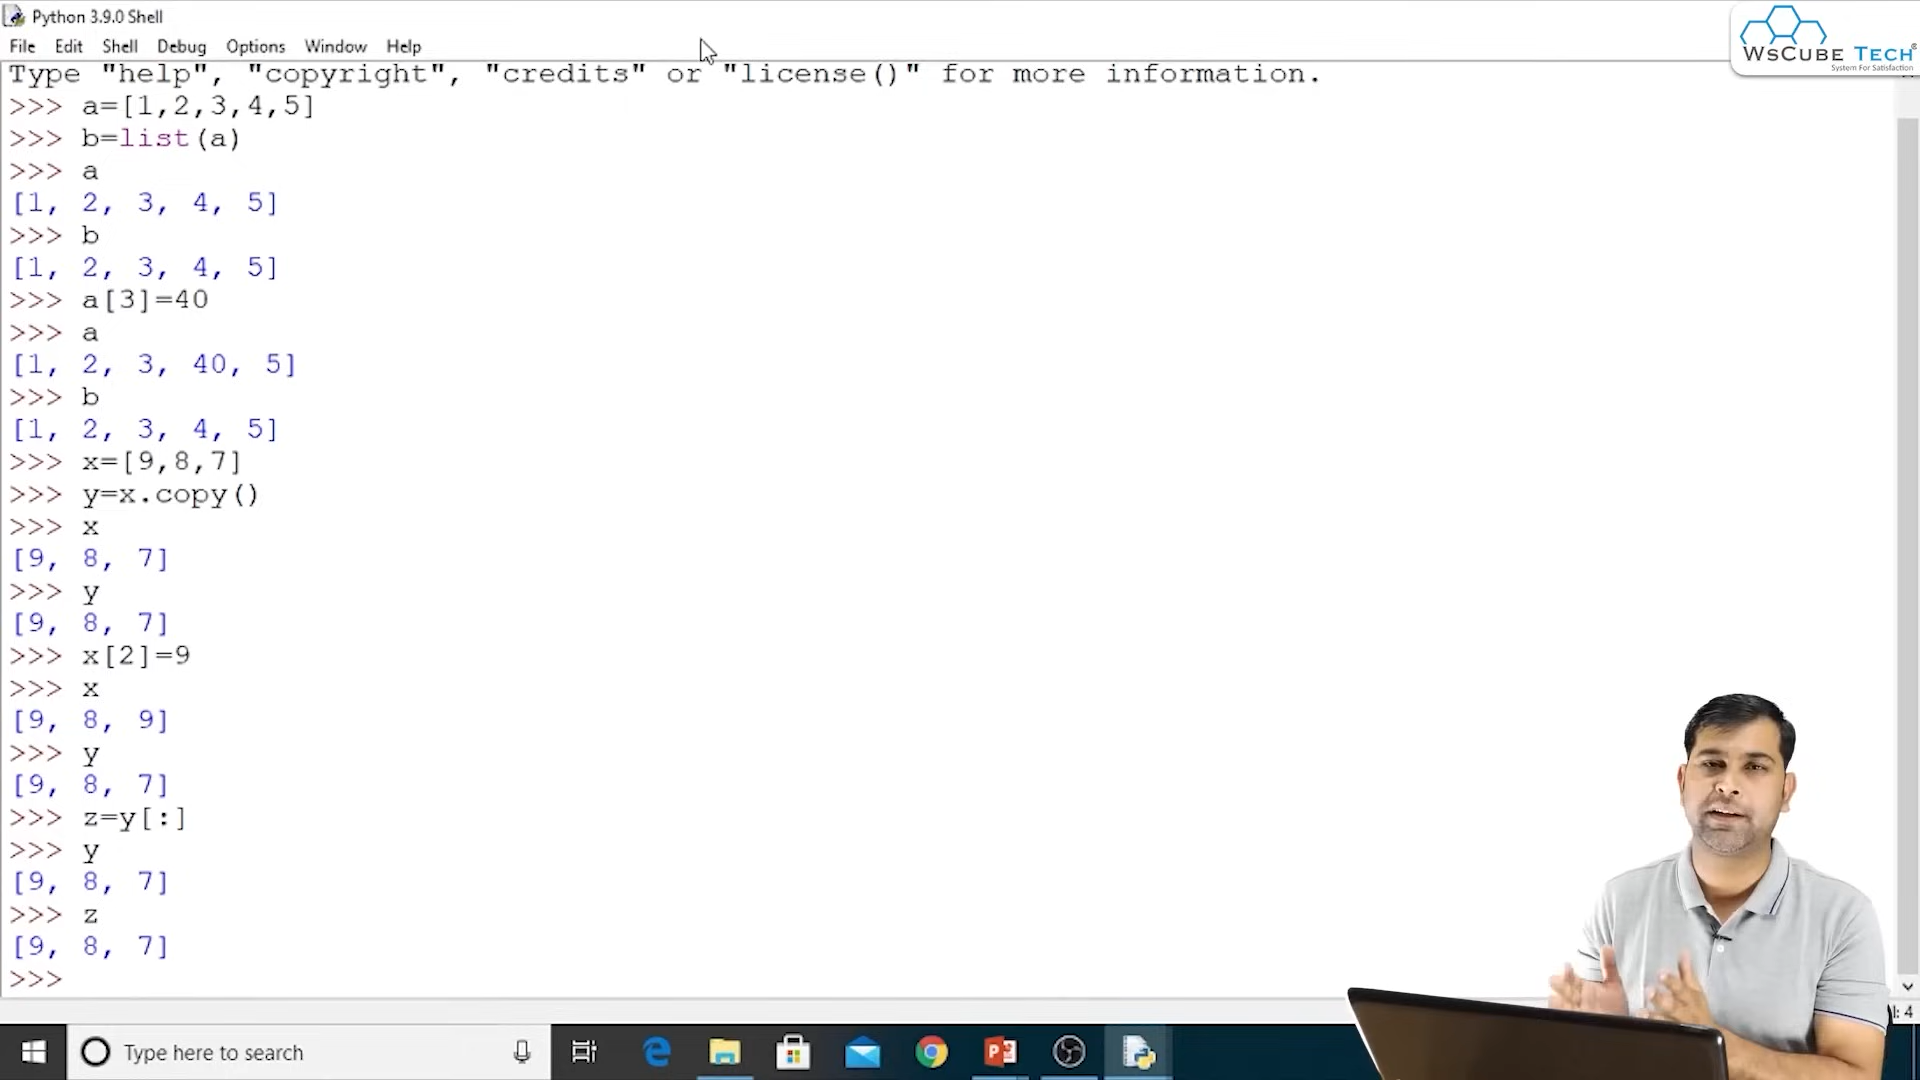 Python 3.9.0 Shell
File Edit Shell Debug Options Window Help
WsCube Tech
System For Satisfaction
Type "help", "copyright", "credits" or "license()" for more information.
>>> a=[1,2,3,4,5]
>>> b=list(a)
>>> a
[1, 2, 3, 4, 5]
>>> b
[1, 2, 3, 4, 5]
>>> a[3]=40
>>> a
[1, 2, 3, 40, 5]
>>> b
[1, 2, 3, 4, 5]
>>> x=[9,8,7]
>>> y=x.copy()
>>> x
[9, 8, 7]
>>> y
[9, 8, 7]
>>> x[2]=9
>>> x
[9, 8, 9]
>>> y
[9, 8, 7]
>>> z=y[:]
>>> y
[9, 8, 7]
>>> z
[9, 8, 7]
>>>
Type here to search